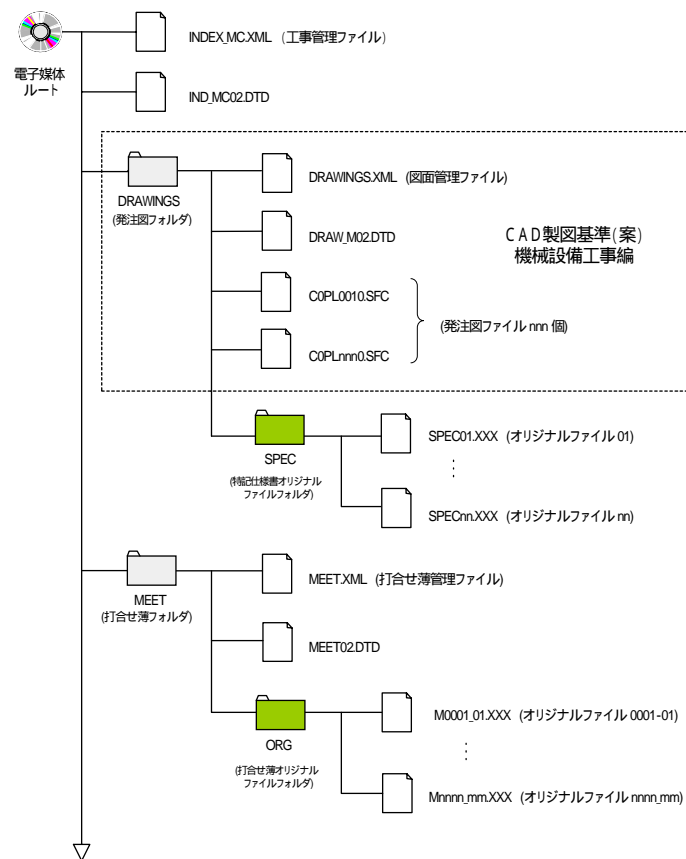 INDEX_MC.XML (工事管理ファイル)
電子媒体
ルート
IND_MC02.DTD
DRAWINGS
(発注図フォルダ)
DRAWINGS.XML (図面管理ファイル)
DRAW_M02.DTD
CAD製図基準(案)
機械設備工事編
C0PL0010.SFC
(発注図ファイル nnn 個)
C0PLnnn0.SFC
SPEC
(特記仕様書オリジナル
ファイルフォルダ)
SPEC01.XXX (オリジナルファイル 01)
SPECnn.XXX (オリジナルファイル nn)
MEET
(打合せ薄フォルダ)
MEET.XML (打合せ薄管理ファイル)
MEET02.DTD
ORG
(打合せ薄オリジナル
ファイルフォルダ)
M0001_01.XXX (オリジナルファイル 0001-01)
Mnnnn_mm.XXX (オリジナルファイル nnnn_mm)